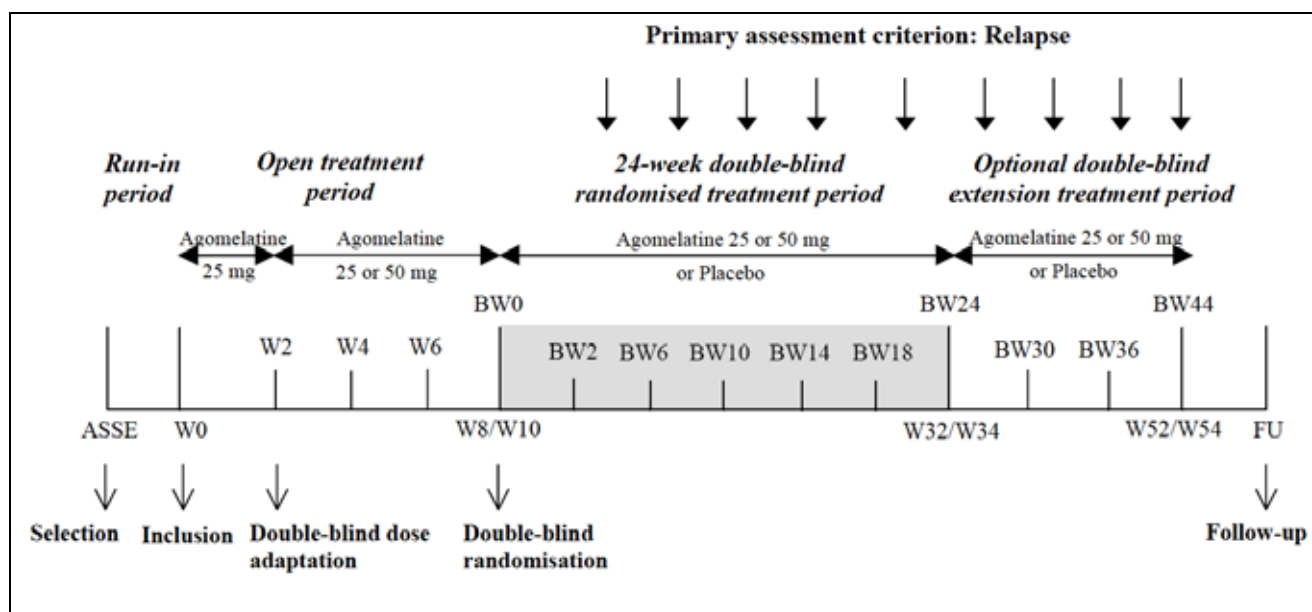 Primary assessment criterion: Relapse
Run-in
period
Open treatment
period
24-week double-blind
randomised treatment period
Optional double-blind
extension treatment period
Agomelatine
25 mg
Agomelatine
25 or 50 mg
Agomelatine 25 or 50 mg
or Placebo
Agomelatine 25 or 50 mg
or Placebo
BW0
BW24
BW44
W2
W4
W6
BW2
BW6
BW10
BW14
BW18
BW30
BW36
ASSE
W0
W8/W10
W32/W34
W52/W54
FU
Selection
Inclusion
Double-blind dose
adaptation
Double-blind
randomisation
Follow-up